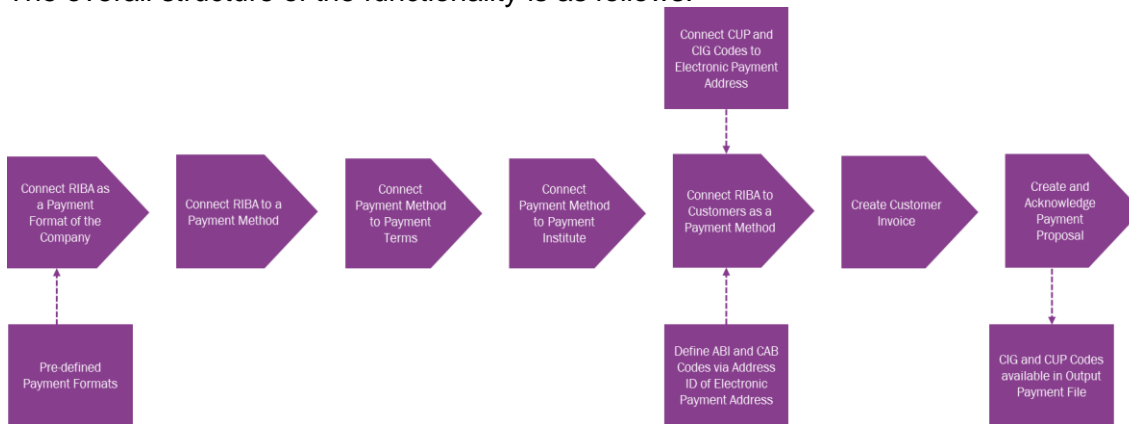 The overall structure of the functionality is as follows:
Connect CUP and
CIG Codes to
Electronic Payment
Address
Connect RIBA as
a Payment
Format of the
Company
Connect RIBA to a
Payment Method
Connect
Payment Method
to Payment
Terms
Connect
Payment Method
to Payment
Institute
Connect RIBA to
Customers as a
Payment Method
Create Customer
Invoice
Create and
Acknowledge
Payment
Proposal
Pre-defined
Payment Formats
Define ABI and CAB
Codes via Address
ID of Electronic
Payment Address
CIG and CUP Codes
available in Output
Payment File